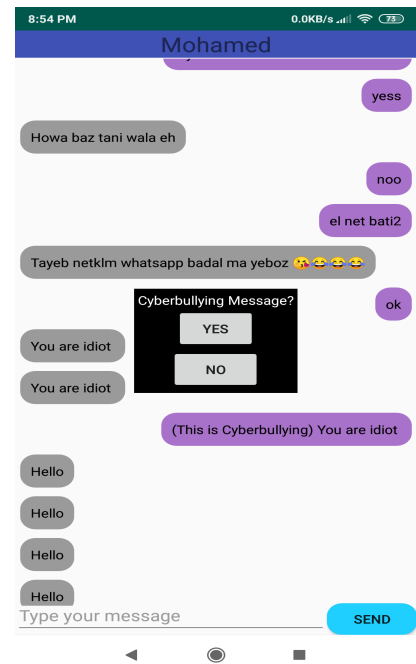 8:54 PM 0.0KB/s 73
Mohamed
yess
Howa baz tani wala eh
noo
el net bati2
Tayeb netklm whatsapp badal ma yeboz 😘😂😂😂
ok
Cyberbullying Message?
YES
NO
You are idiot
You are idiot
(This is Cyberbullying) You are idiot
Hello
Hello
Hello
Hello
Type your message
SEND